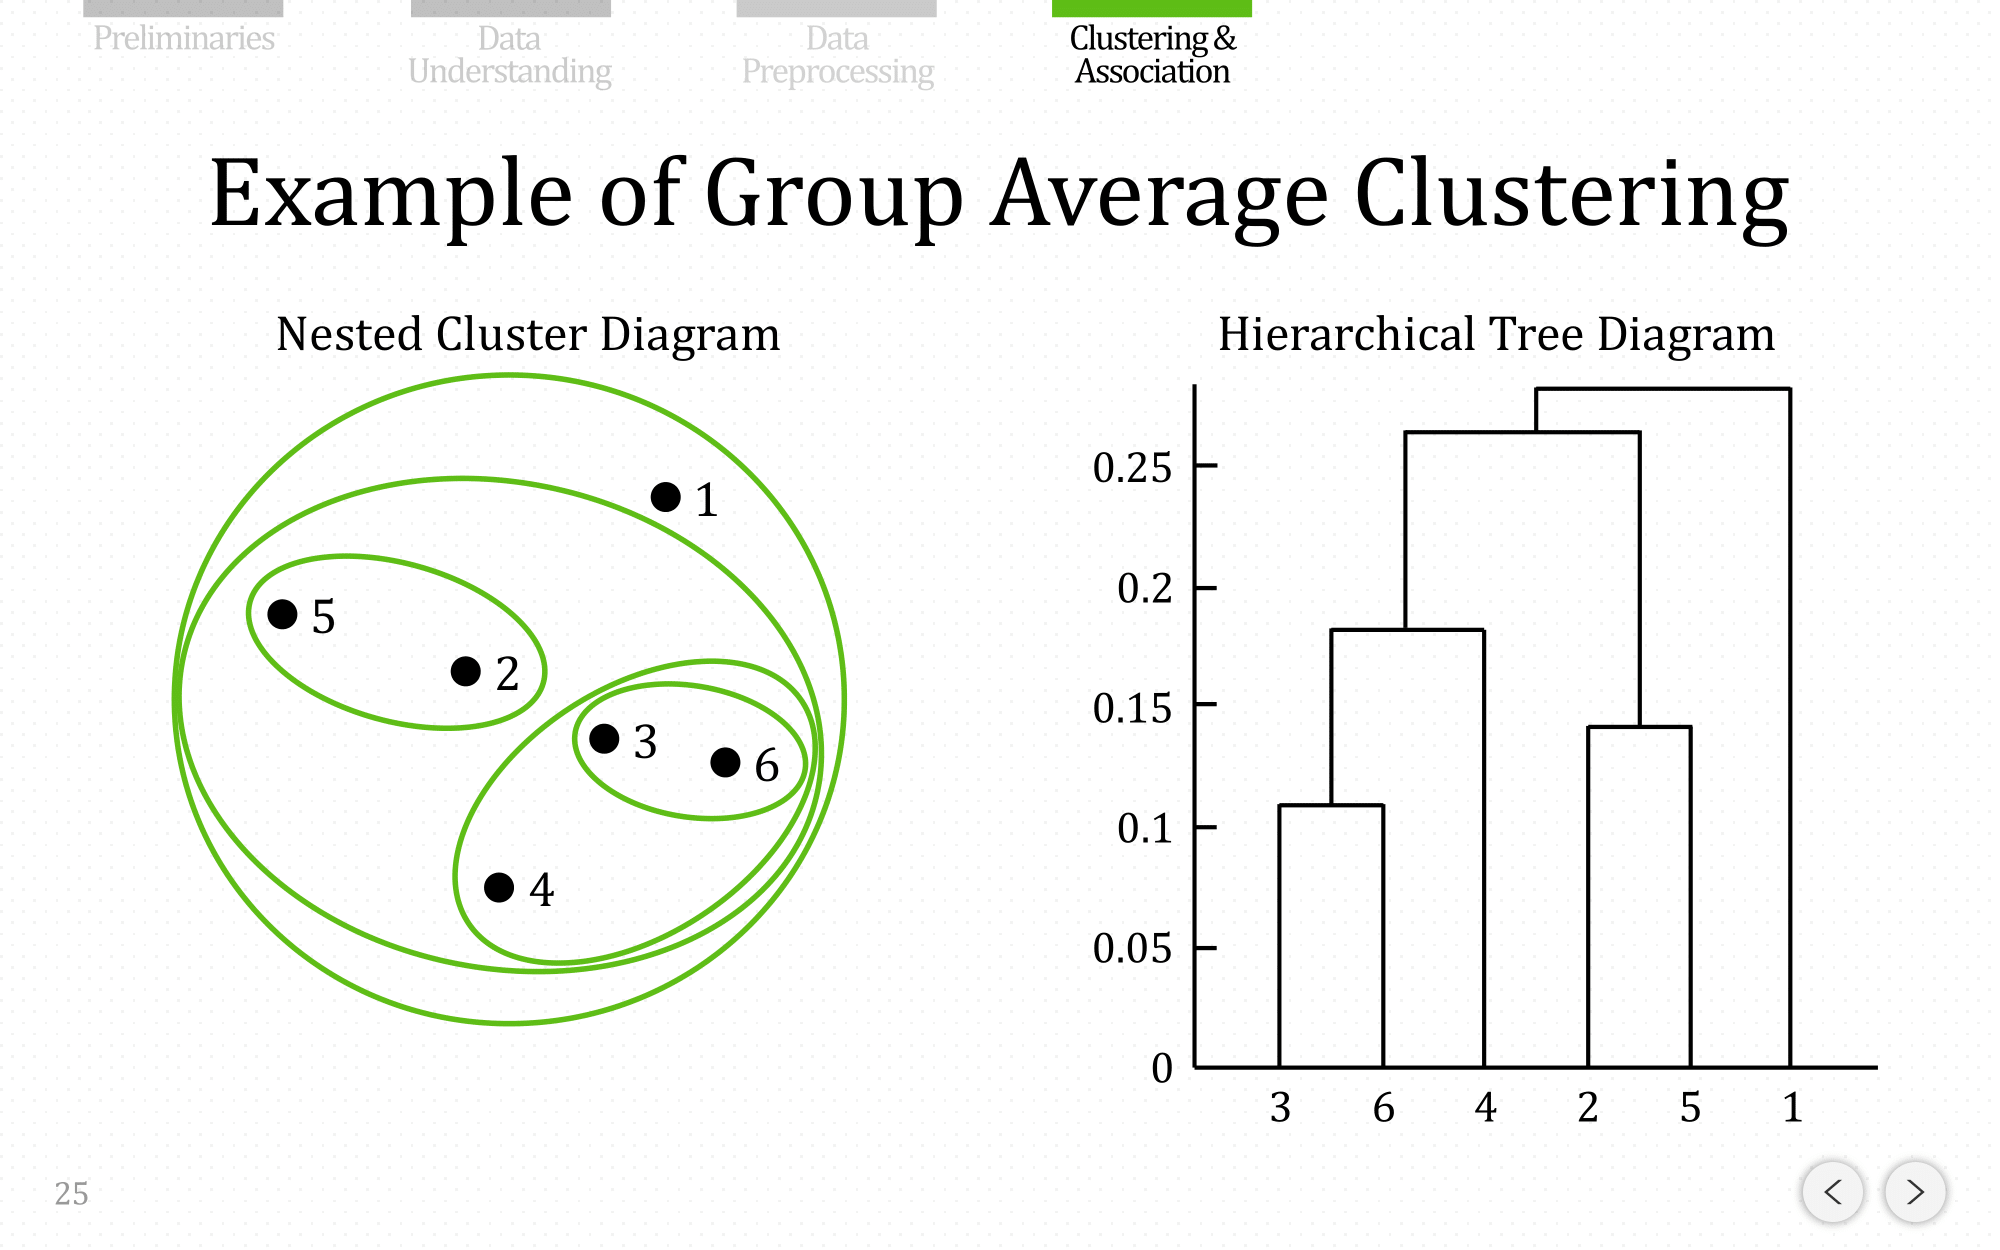 Preliminaries
Data
Understanding
Data
Preprocessing
Clustering &
Association
Example of Group Average Clustering
Nested Cluster Diagram
1
5
2
3
6
4
Hierarchical Tree Diagram
0.25
0.2
0.15
0.1
0.05
0
3 6 4 2 5 1
25